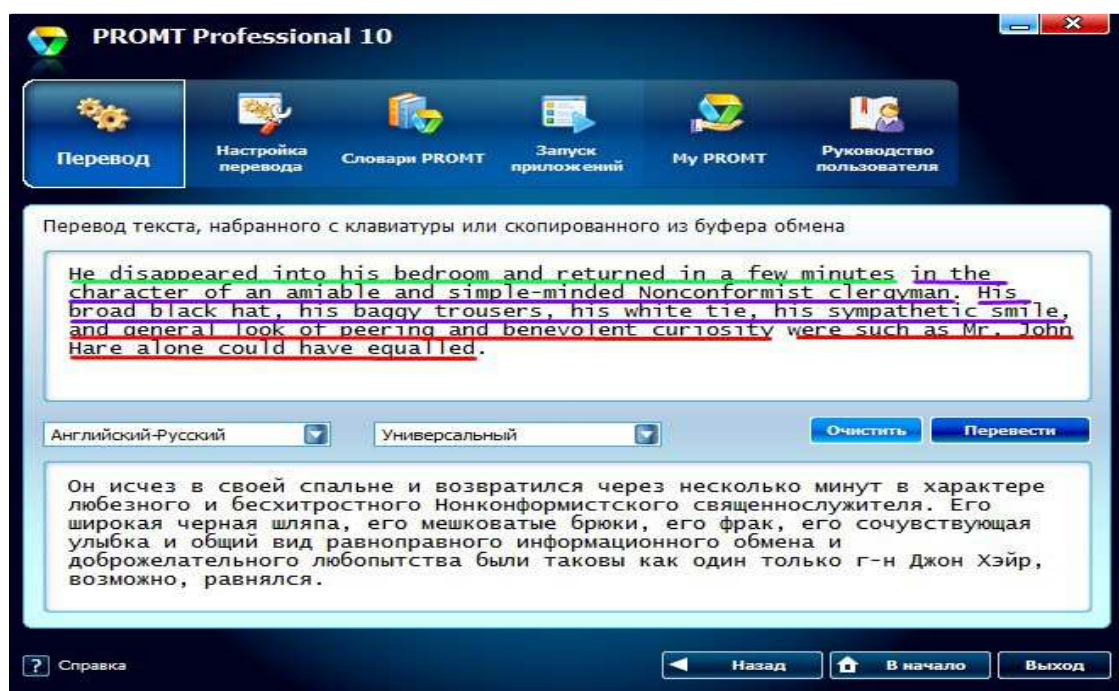 PROMT Professional 10
Перевод
Настройка
перевода
Словари PROMT
Запуск
приложений
My PROMT
Руководство
пользователя
Перевод текста, набранного с клавиатуры или скопированного из буфера обмена
He disappeared into his bedroom and returned in a few minutes in the
character of an amiable and simple-minded Nonconformist clergyman. His
broad black hat, his baggy trousers, his white tie, his sympathetic smile,
and general look of peering and benevolent curiosity were such as Mr. John
Hare alone could have equalled.
Английский-Русский
Универсальный
Очистить
Перевести
Он исчез в своей спальне и возвратился через несколько минут в характере
любезного и бесхитростного Нонконформистского священнослужителя. Его
широкая черная шляпа, его мешковатые брюки, его фрак, его сочувствующая
улыбка и общий вид равноправного информационного обмена и
доброжелательного любопытства были таковы как один только г-н Джон Хэйр,
возможно, равнялся.
? Справка
Назад
В начало
Выход